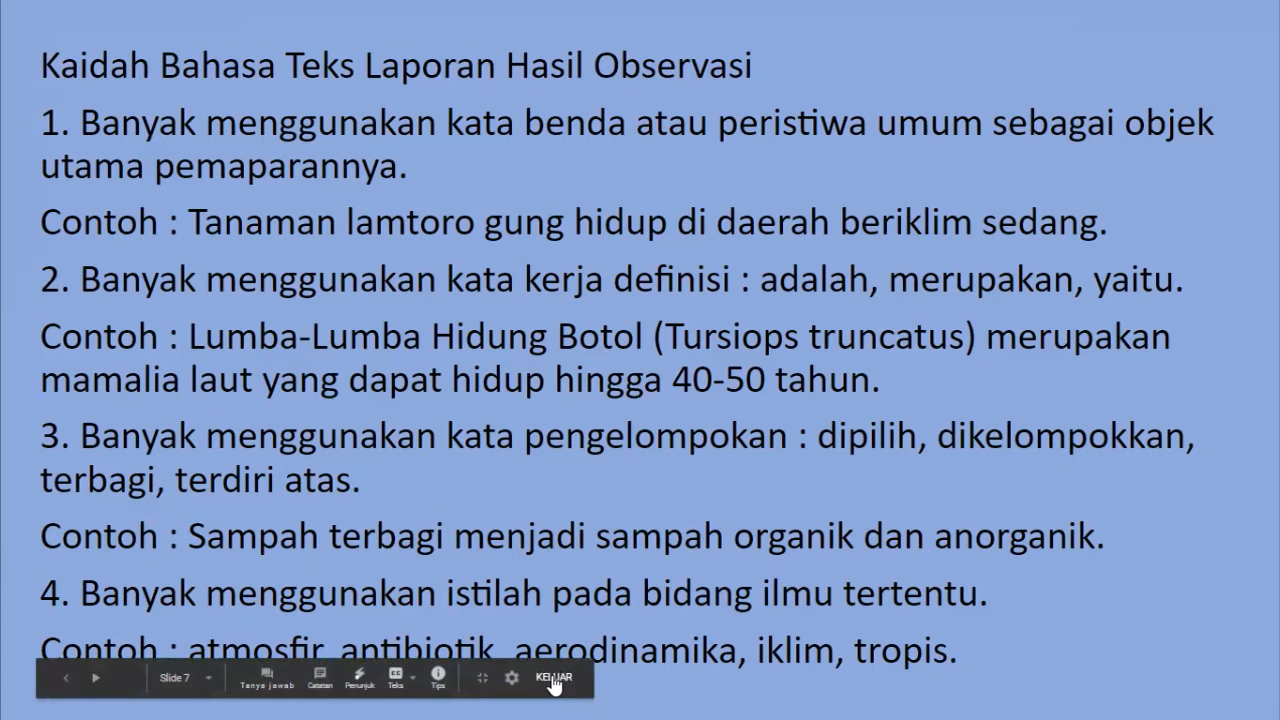 Kaidah Bahasa Teks Laporan Hasil Observasi
1. Banyak menggunakan kata benda atau peristiwa umum sebagai objek
utama pemaparannya.
Contoh : Tanaman lamtoro gung hidup di daerah beriklim sedang.
2. Banyak menggunakan kata kerja definisi : adalah, merupakan, yaitu.
Contoh : Lumba-Lumba Hidung Botol (Tursiops truncatus) merupakan
mamalia laut yang dapat hidup hingga 40-50 tahun.
3. Banyak menggunakan kata pengelompokan : dipilih, dikelompokkan,
terbagi, terdiri atas.
Contoh : Sampah terbagi menjadi sampah organik dan anorganik.
4. Banyak menggunakan istilah pada bidang ilmu tertentu.
Contoh : atmosfir, antibiotik, aerodinamika, iklim, tropis.
Slide 7 Tanya jawab Catatan Penunjuk CC Teks Tips KELUAR